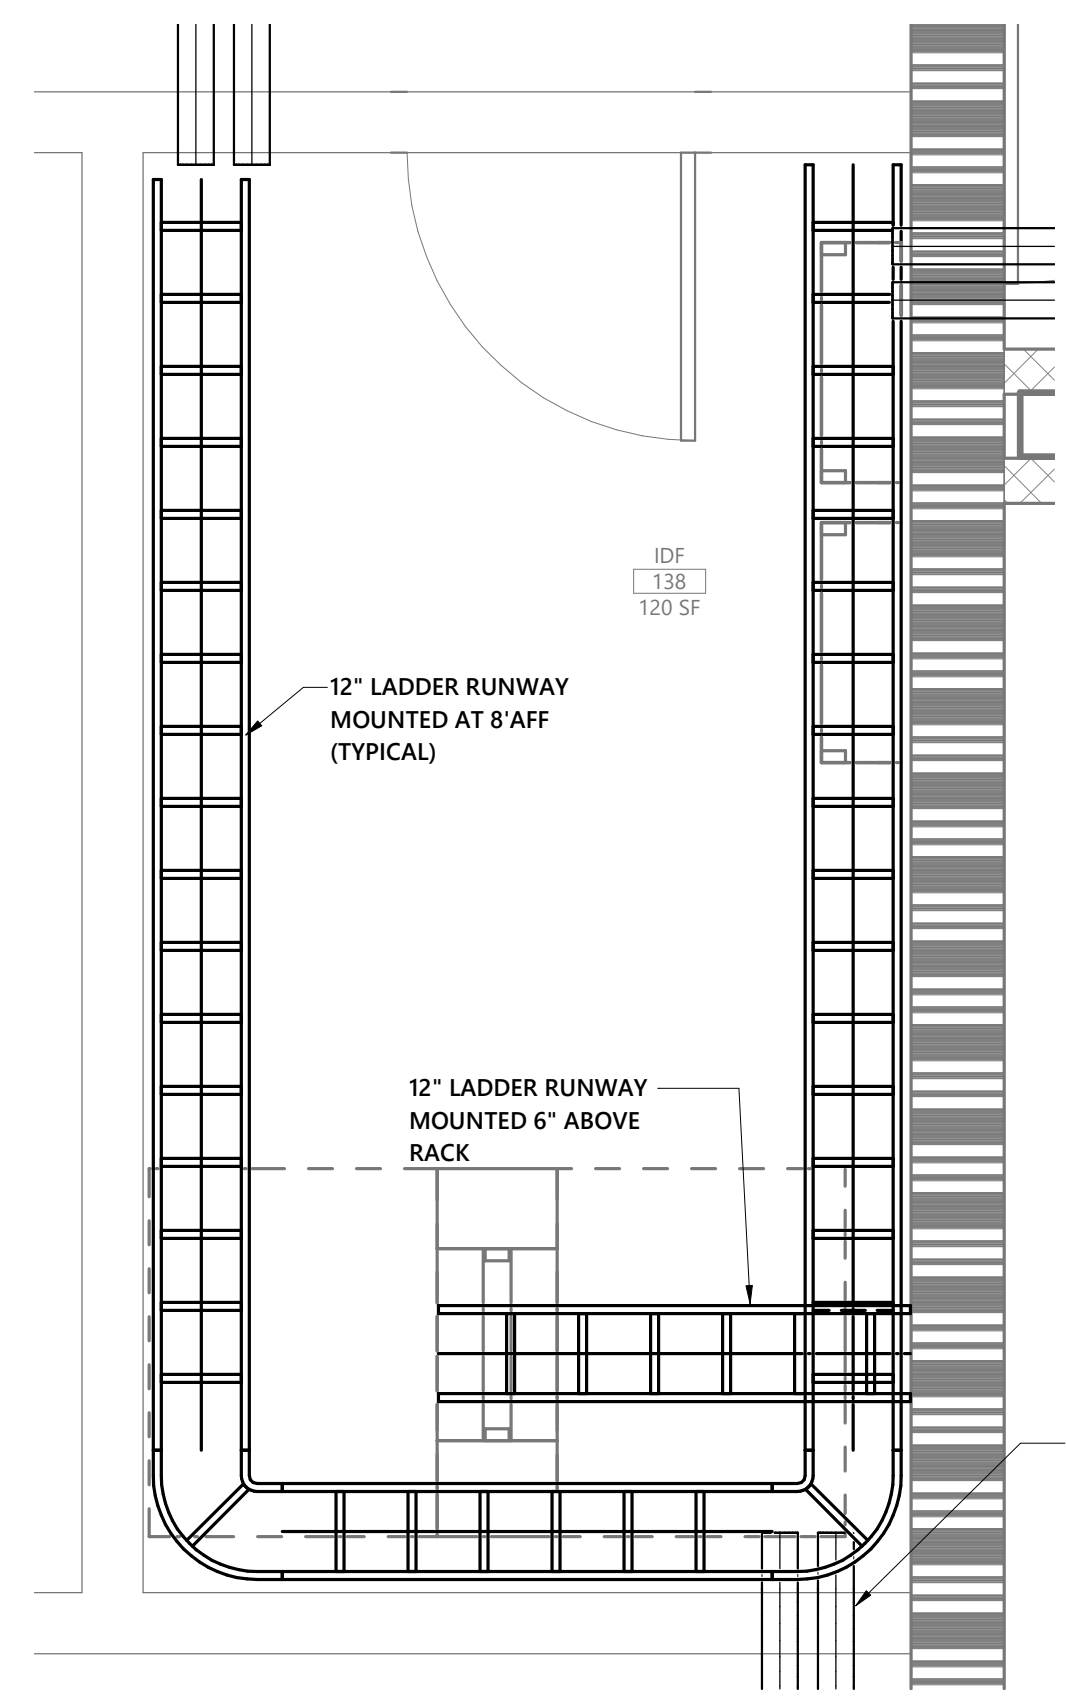 IDF
138
120 SF
12" LADDER RUNWAY
MOUNTED AT 8'AFF
(TYPICAL)
12" LADDER RUNWAY
MOUNTED 6" ABOVE
RACK